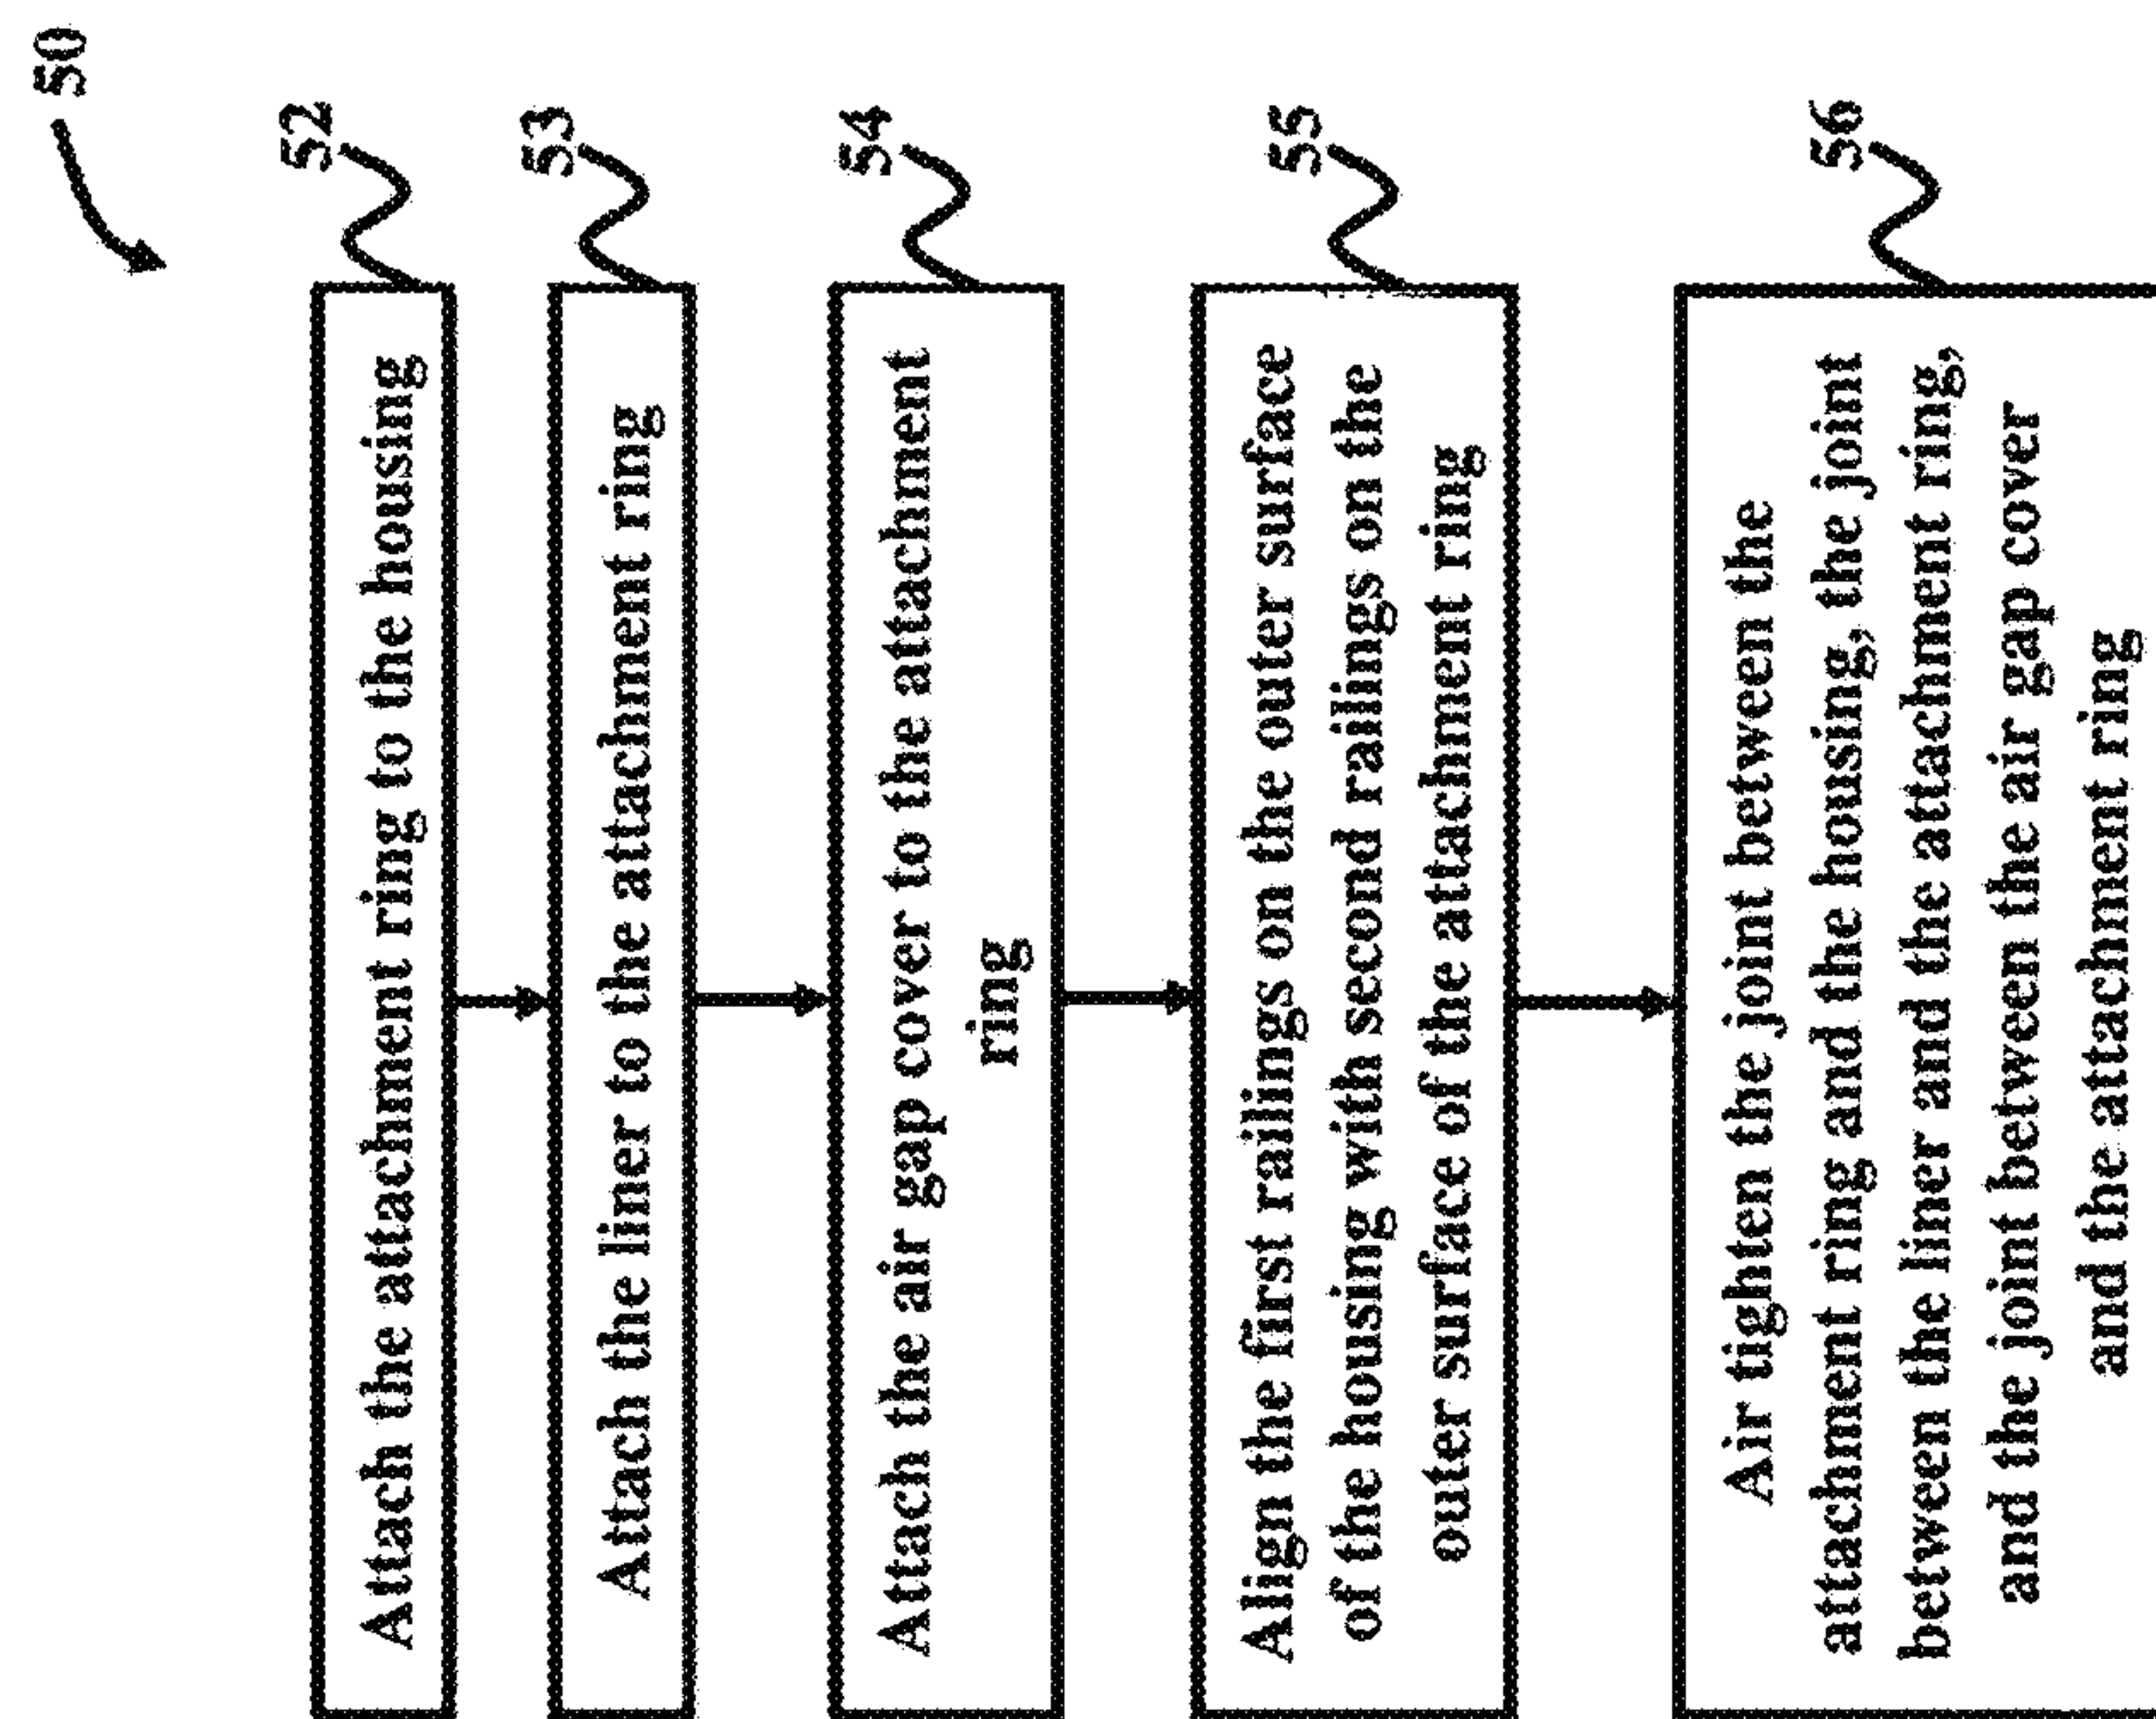 50
52
Attach the attachment ring to the housing
53
Attach the liner to the attachment ring
54
Attach the air gap cover to the attachment
ring
55
Align the first railings on the outer surface
of the housing with second railings on the
outer surface of the attachment ring
56
Air tighten the joint between the
attachment ring and the housing, the joint
between the liner and the attachment ring,
and the joint between the air gap cover
and the attachment ring